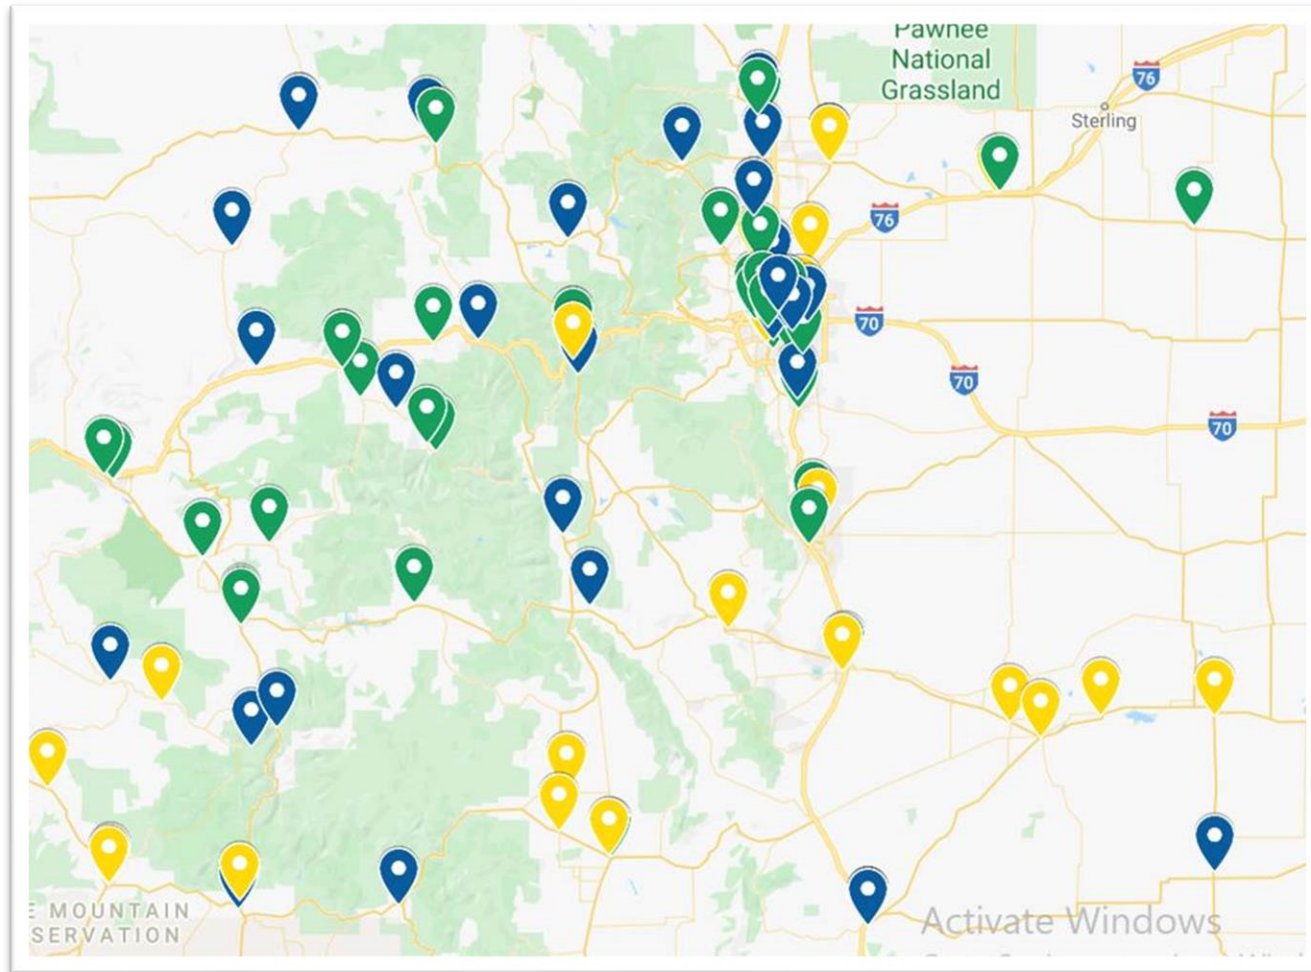 Pawnee
National
Grassland
76
Sterling
76
70
70
70
E MOUNTAIN
SERVATION
Activate Windows